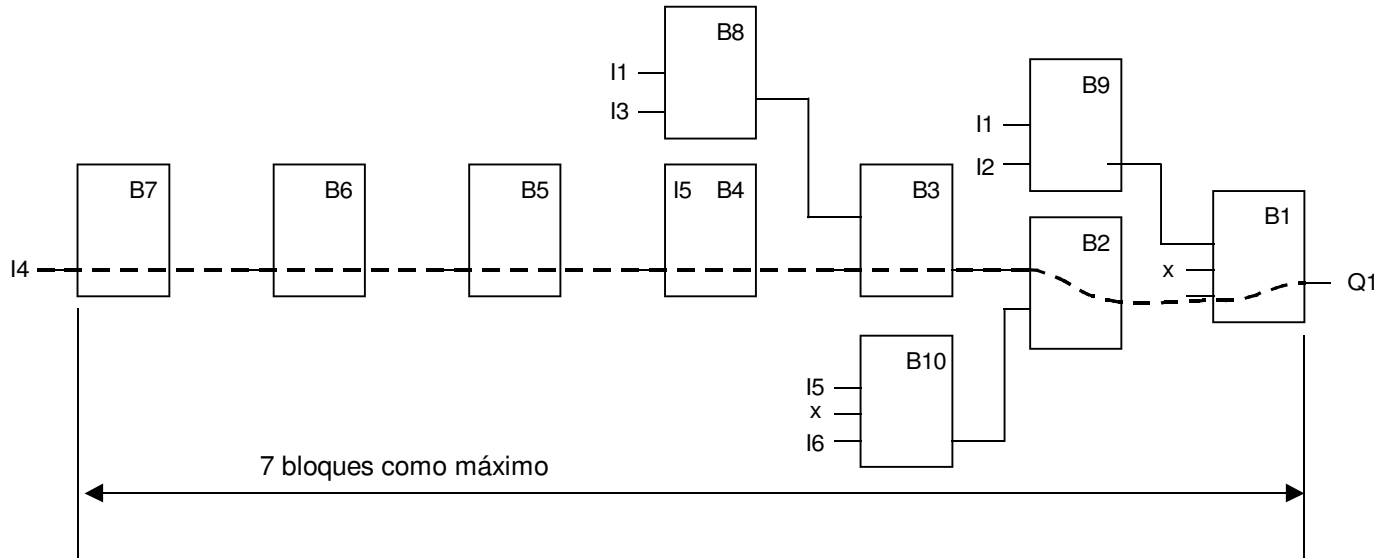 B8
I1
I3
B9
I1
I2
B7
B6
B5
I5 B4
B3
B2
B1
I4
x
Q1
B10
I5
x
I6
7 bloques como máximo